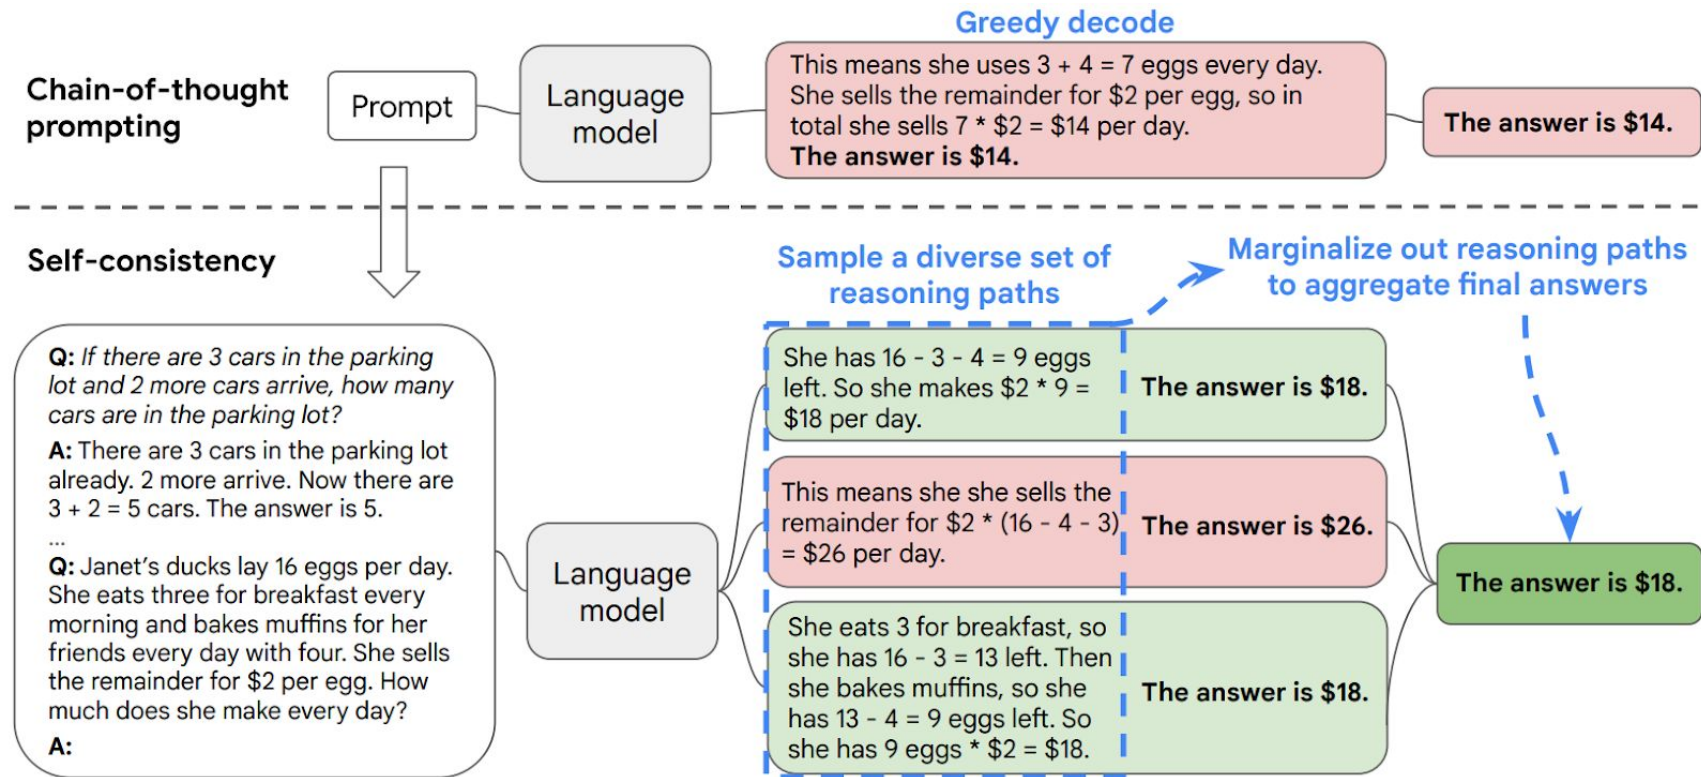 Greedy decode
Chain-of-thought
prompting
Prompt
Language
model
This means she uses 3 + 4 = 7 eggs every day.
She sells the remainder for $2 per egg, so in
total she sells 7 * $2 = $14 per day.
The answer is $14.
The answer is $14.
Self-consistency
Sample a diverse set of
reasoning paths
Marginalize out reasoning paths
to aggregate final answers
Q: If there are 3 cars in the parking
lot and 2 more cars arrive, how many
cars are in the parking lot?
A: There are 3 cars in the parking lot
already. 2 more arrive. Now there are
3 + 2 = 5 cars. The answer is 5.
...
Q: Janet's ducks lay 16 eggs per day.
She eats three for breakfast every
morning and bakes muffins for her
friends every day with four. She sells
the remainder for $2 per egg. How
much does she make every day?
A:
Language
model
She has 16 - 3 - 4 = 9 eggs
left. So she makes $2 * 9 =
$18 per day.
The answer is $18.
This means she she sells the
remainder for $2 * (16 - 4 - 3)
= $26 per day.
The answer is $26.
She eats 3 for breakfast, so
she has 16 - 3 = 13 left. Then
she bakes muffins, so she
has 13 - 4 = 9 eggs left. So
she has 9 eggs * $2 = $18.
The answer is $18.
The answer is $18.